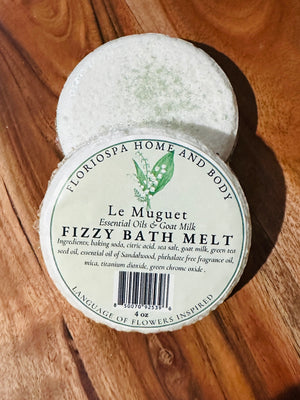 FLORIOSPA HOME AND BODY
Le Muguet
Essential Oils & Goat Milk
FIZZY BATH MELT
Ingredients; baking soda, citric acid, sea salt, goat milk, green tea
seed oil, essential oil of Sandalwood, phthalate free fragrance oil,
mica, titanium dioxide, green chrome oxide .
4 oz
LANGUAGE OF FLOWERS INSPIRED